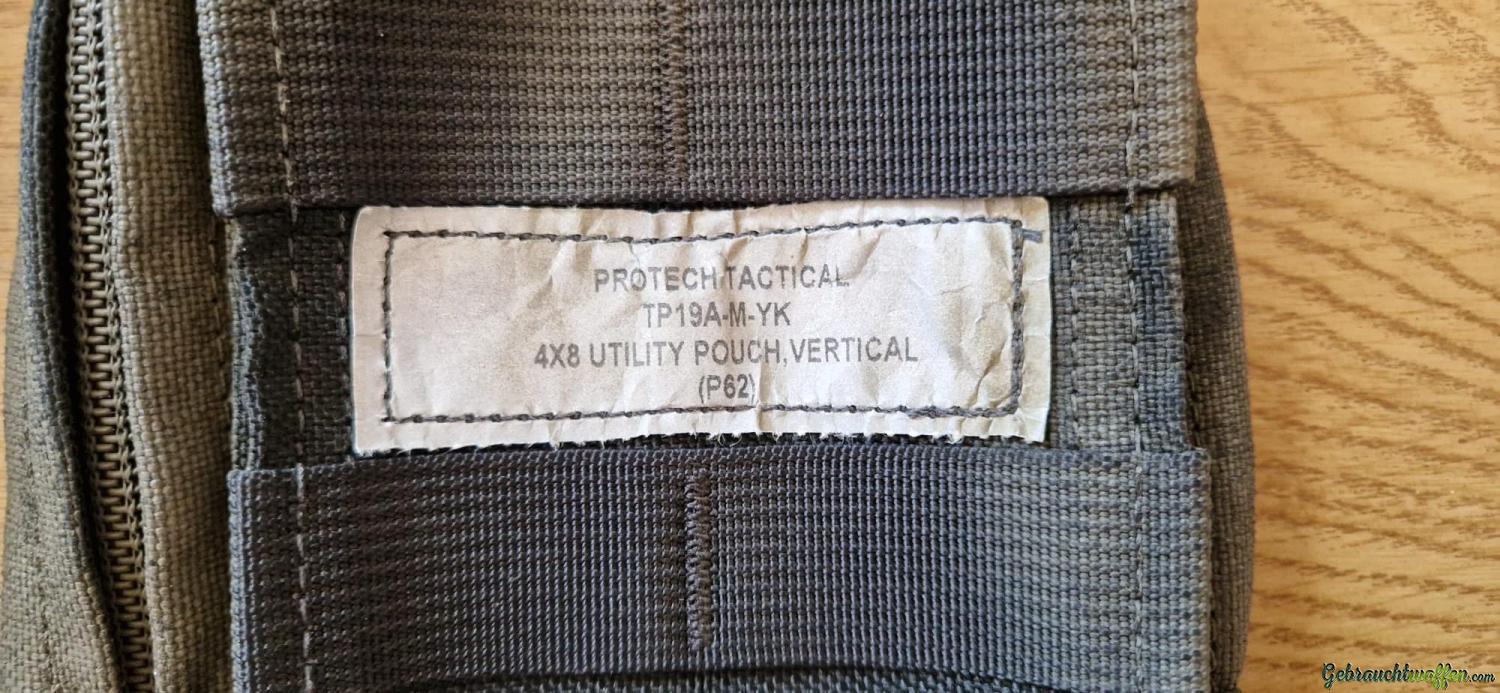 PROTECH TACTICAL
TP19A-M-YK
4X8 UTILITY POUCH,VERTICAL
(P62)
Gebrauchtwaffen.com